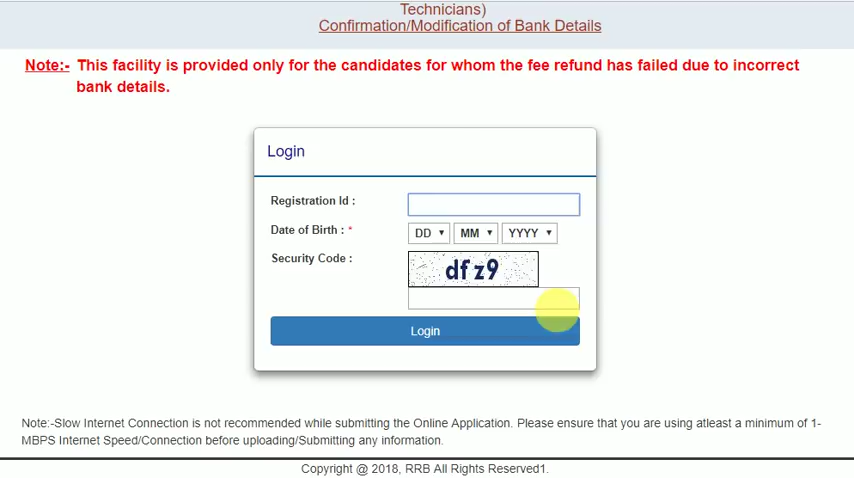 Technicians)
Confirmation/Modification of Bank Details
Note:- This facility is provided only for the candidates for whom the fee refund has failed due to incorrect
bank details.
Login
Registration Id :
Date of Birth : * DD MM YYYY
Security Code : dfz9
Login
Note:-Slow Internet Connection is not recommended while submitting the Online Application. Please ensure that you are using atleast a minimum of 1-
MBPS Internet Speed/Connection before uploading/Submitting any information.
Copyright @ 2018, RRB All Rights Reserved1.